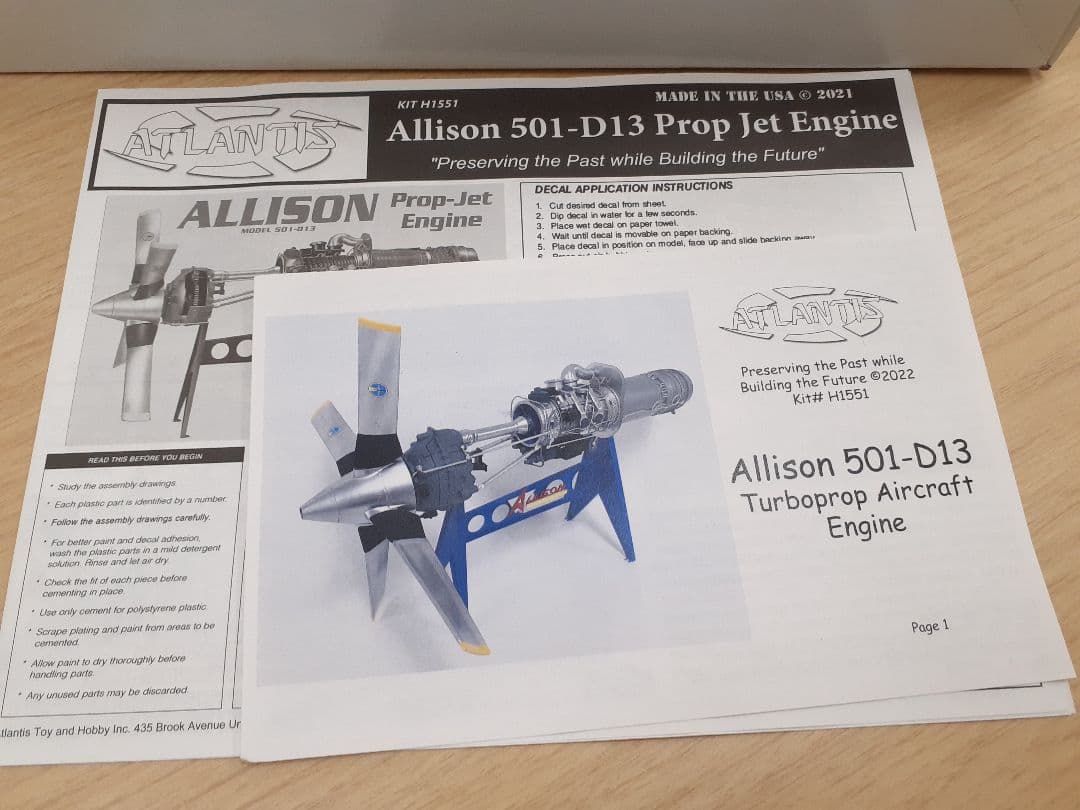 ATLANTIS
KIT H1551
MADE IN THE USA © 2021
Allison 501-D13 Prop Jet Engine
"Preserving the Past while Building the Future"
ALLISON Prop-Jet
Engine
MODEL 501-D13
DECAL APPLICATION INSTRUCTIONS
1. Cut desired decal from sheet.
2. Dip decal in water for a few seconds.
3. Place wet decal on paper towel.
4. Wait until decal is movable on paper backing.
5. Place decal in position on model, face up and slide backing away.
READ THIS BEFORE YOU BEGIN
* Study the assembly drawings.
* Each plastic part is identified by a number.
* Follow the assembly drawings carefully.
* For better paint and decal adhesion,
wash the plastic parts in a mild detergent
solution. Rinse and let air dry.
* Check the fit of each piece before
cementing in place.
* Use only cement for polystyrene plastic.
* Scrape plating and paint from areas to be
cemented.
* Allow paint to dry thoroughly before
handling parts.
* Any unused parts may be discarded.
tlantis Toy and Hobby Inc. 435 Brook Avenue Un
ATLANTIS
Preserving the Past while
Building the Future ©2022
Kit# H1551
Allison 501-D13
Turboprop Aircraft
Engine
ALLISON
Page 1